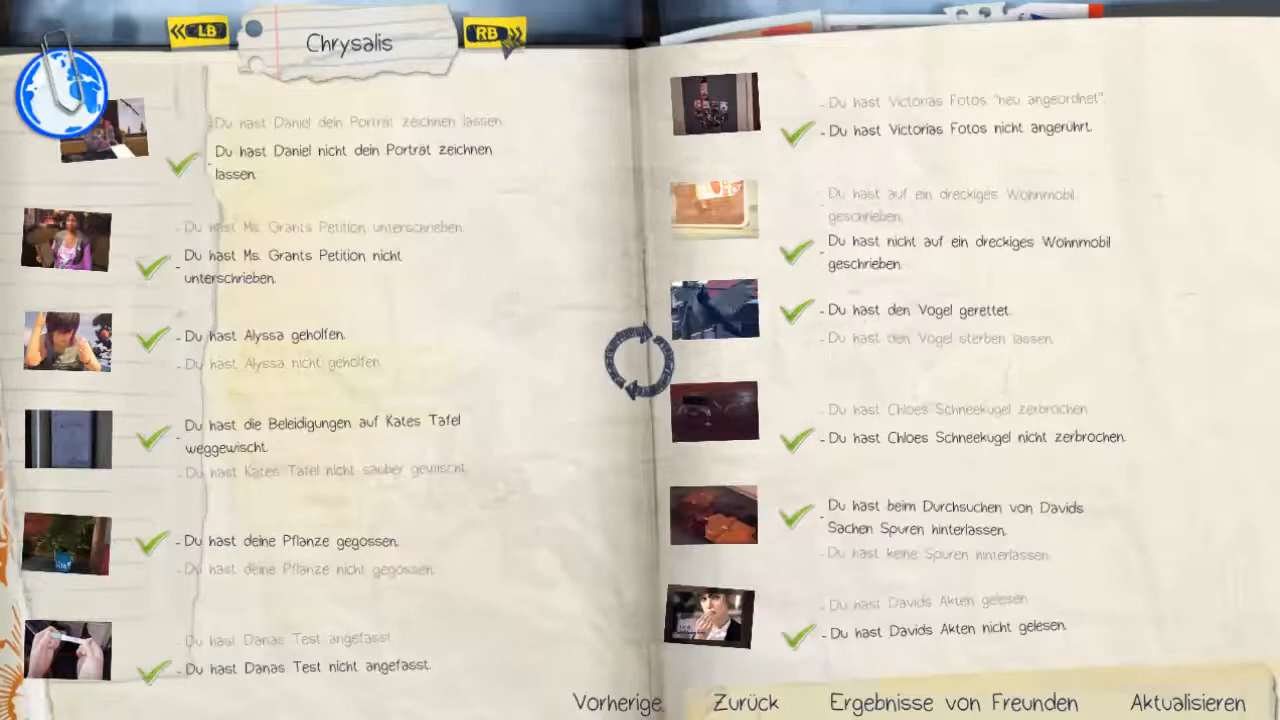 LB
Chrysalis
RB
-Du hast Daniel dein Porträt zeichnen lassen.
- Du hast Daniel nicht dein Porträt zeichnen
lassen.
- Du hast Ms. Grants Petition unterschrieben.
- Du hast Ms. Grants Petition nicht
unterschrieben.
- Du hast Alyssa geholfen.
- Du hast Alyssa nicht geholfen.
- Du hast die Beleidigungen auf Kates Tafel
weggewischt.
- Du hast Kates Tafel nicht sauber gewischt.
- Du hast deine Pflanze gegossen.
- Du hast deine Pflanze nicht gegossen.
- Du hast Danas Test angefasst.
- Du hast Danas Test nicht angefasst.
- Du hast Victorias Fotos "neu angeordnet".
- Du hast Victorias Fotos nicht angerührt.
- Du hast auf ein dreckiges Wohnmobil
geschrieben.
- Du hast nicht auf ein dreckiges Wohnmobil
geschrieben.
- Du hast den Vogel gerettet.
- Du hast den Vogel sterben lassen.
- Du hast Chloes Schneekugel zerbrochen.
- Du hast Chloes Schneekugel nicht zerbrochen.
- Du hast beim Durchsuchen von Davids
Sachen Spuren hinterlassen.
- Du hast keine Spuren hinterlassen.
- Du hast Davids Akten gelesen.
- Du hast Davids Akten nicht gelesen.
Vorherige
Zurück
Ergebnisse von Freunden
Aktualisieren